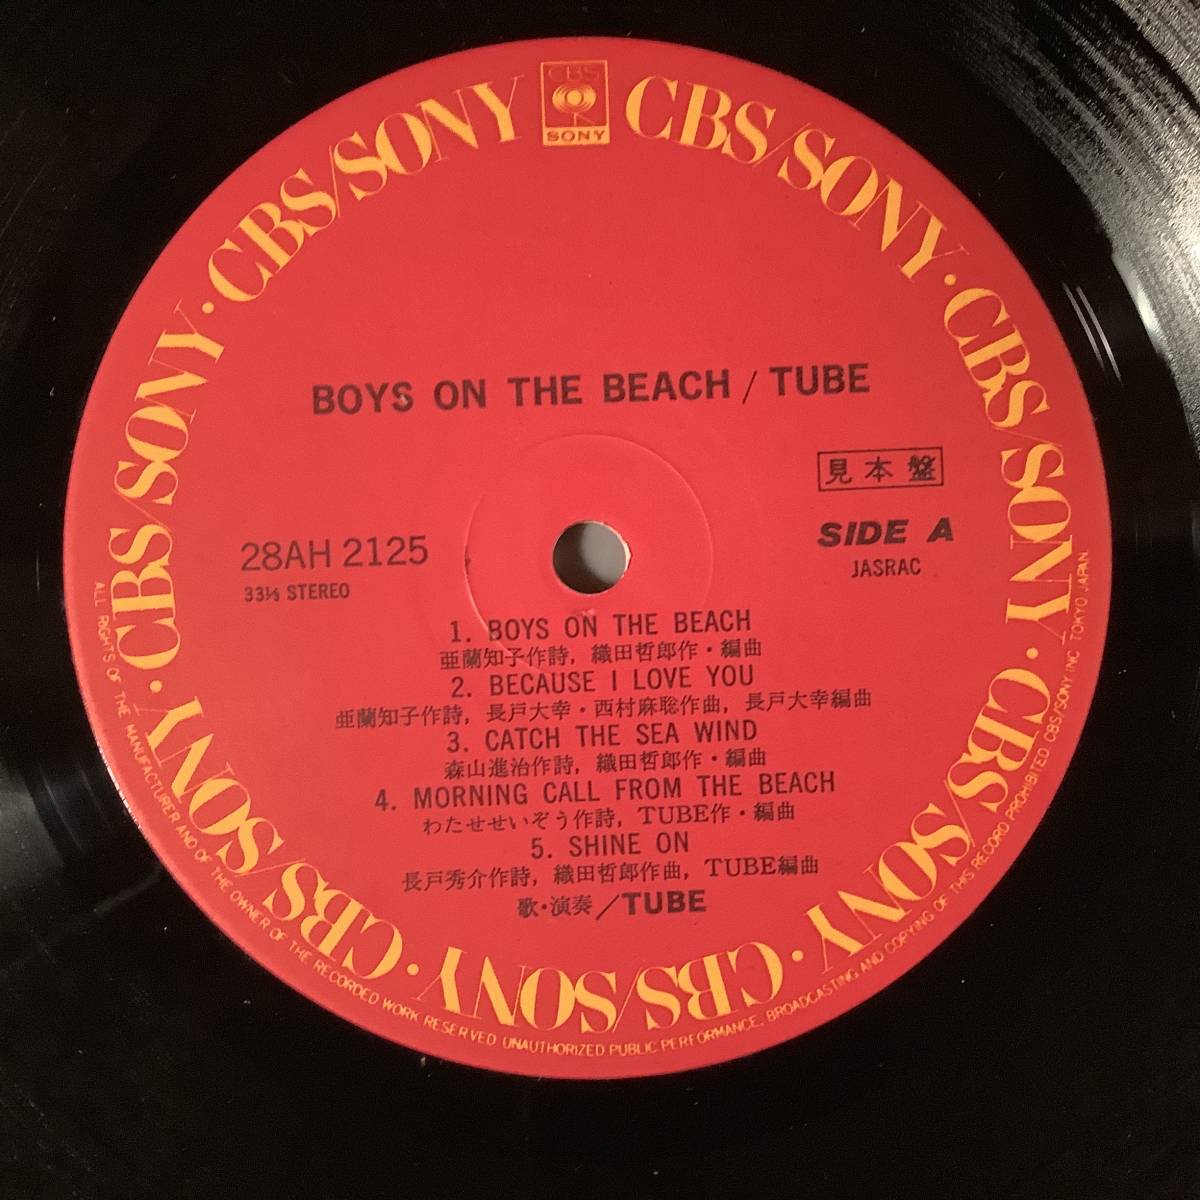 CBS
SONY
CBS/SONY · CBS/SONY · CBS/SONY · CBS/SONY · CBS/SONY · CBS/SONY · CBS/SONY · CBS/SONY
BOYS ON THE BEACH / TUBE
見本盤
SIDE A
JASRAC
28AH 2125
33⅓ STEREO
1. BOYS ON THE BEACH
亜蘭知子作詩, 織田哲郎作・編曲
2. BECAUSE I LOVE YOU
亜蘭知子作詩, 長戸大幸・西村麻聡作曲, 長戸大幸編曲
3. CATCH THE SEA WIND
森山進治作詩, 織田哲郎作・編曲
4. MORNING CALL FROM THE BEACH
わたせせいぞう作詩, TUBE作・編曲
5. SHINE ON
長戸秀介作詩, 織田哲郎作曲, TUBE編曲
歌・演奏/TUBE
ALL RIGHTS OF THE MANUFACTURER AND OF THE OWNER OF THE RECORDED WORK RESERVED UNAUTHORIZED PUBLIC PERFORMANCE, BROADCASTING AND COPYING OF THIS RECORD PROHIBITED. CBS/SONY INC. TOKYO JAPAN.